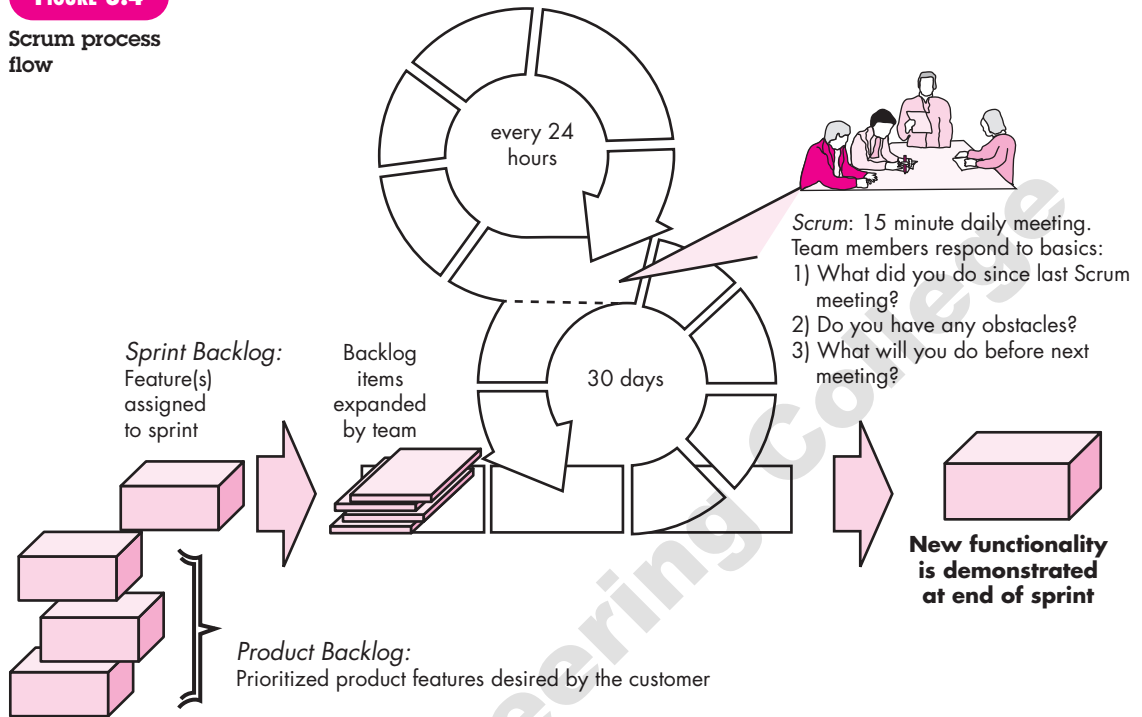 Scrum process
flow
every 24
hours
Scrum: 15 minute daily meeting.
Team members respond to basics:
1) What did you do since last Scrum
meeting?
2) Do you have any obstacles?
3) What will you do before next
meeting?
Sprint Backlog:
Feature(s)
assigned
to sprint
Backlog
items
expanded
by team
30 days
New functionality
is demonstrated
at end of sprint
Product Backlog:
Prioritized product features desired by the customer
College